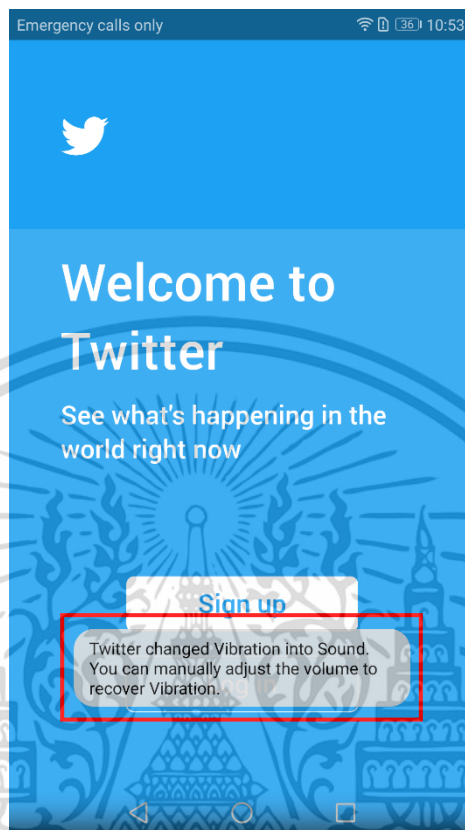 Emergency calls only 36 10:53
Welcome to
Twitter
See what's happening in the
world right now
Sign up
Twitter changed Vibration into Sound.
You can manually adjust the volume to
recover Vibration.